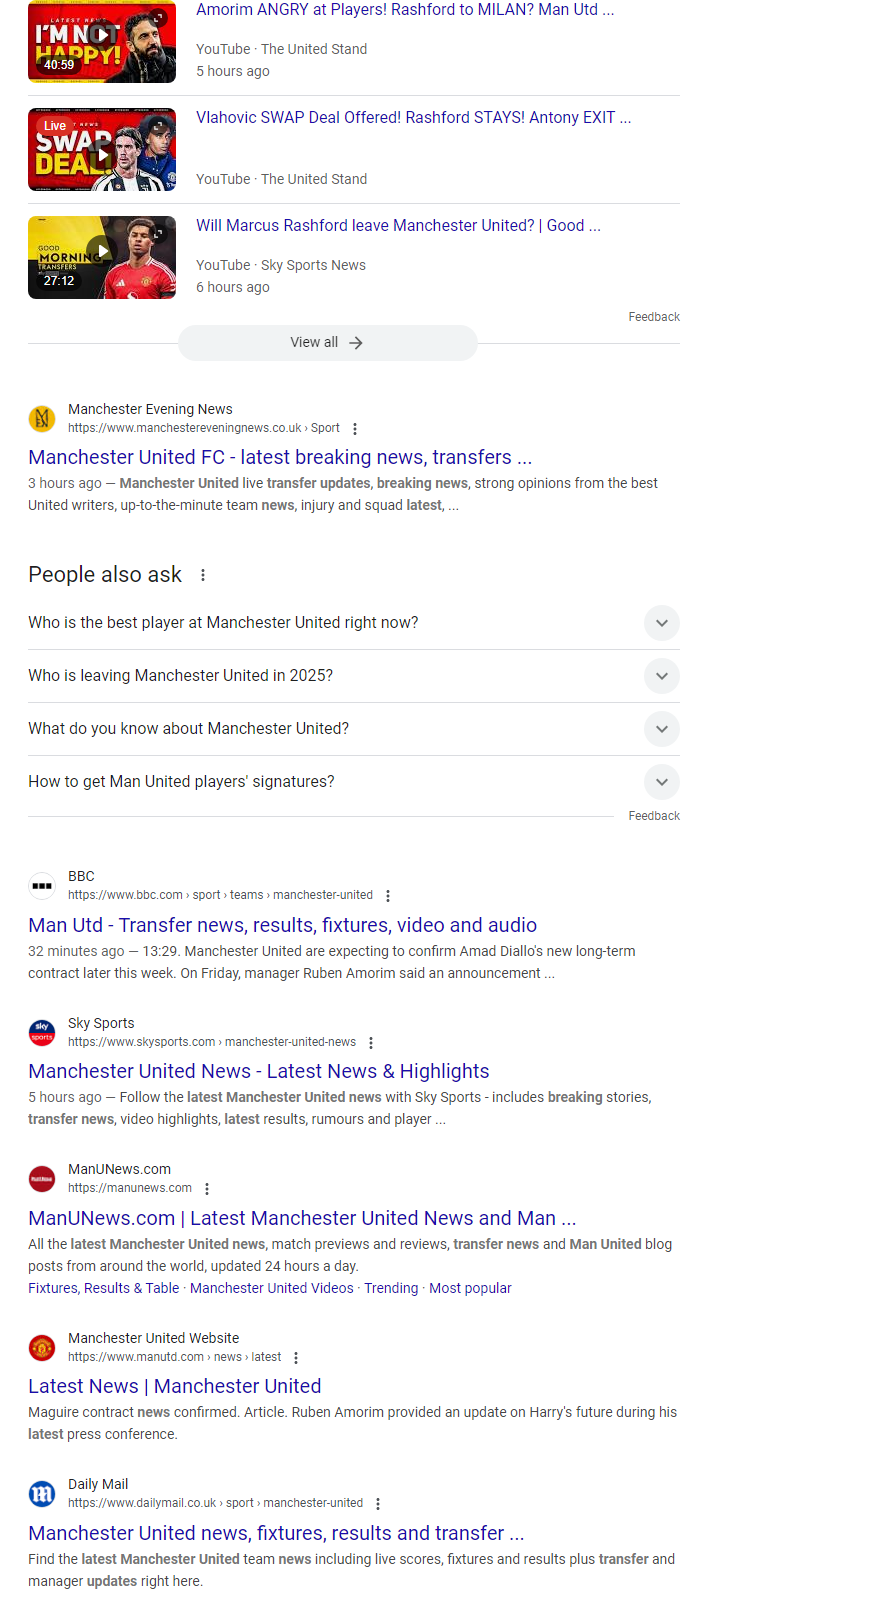 LATEST NEWS
I'M NOT
HAPPY!
40:59
Amorim ANGRY at Players! Rashford to MILAN? Man Utd ...
YouTube · The United Stand
5 hours ago
Live
SWAP
DEAL!
Vlahovic SWAP Deal Offered! Rashford STAYS! Antony EXIT ...
YouTube · The United Stand
GOOD
MORNING
TRANSFERS
27:12
Will Marcus Rashford leave Manchester United? | Good ...
YouTube · Sky Sports News
6 hours ago
Feedback
View all
Manchester Evening News
https://www.manchestereveningnews.co.uk › Sport
Manchester United FC - latest breaking news, transfers ...
3 hours ago — Manchester United live transfer updates, breaking news, strong opinions from the best
United writers, up-to-the-minute team news, injury and squad latest, ...
People also ask
Who is the best player at Manchester United right now?
Who is leaving Manchester United in 2025?
What do you know about Manchester United?
How to get Man United players' signatures?
Feedback
BBC
https://www.bbc.com › sport › teams › manchester-united
Man Utd - Transfer news, results, fixtures, video and audio
32 minutes ago — 13:29. Manchester United are expecting to confirm Amad Diallo's new long-term
contract later this week. On Friday, manager Ruben Amorim said an announcement ...
sky
sports
Sky Sports
https://www.skysports.com › manchester-united-news
Manchester United News - Latest News & Highlights
5 hours ago — Follow the latest Manchester United news with Sky Sports - includes breaking stories,
transfer news, video highlights, latest results, rumours and player ...
ManUNews.com
https://manunews.com
ManUNews.com | Latest Manchester United News and Man ...
All the latest Manchester United news, match previews and reviews, transfer news and Man United blog
posts from around the world, updated 24 hours a day.
Fixtures, Results & Table · Manchester United Videos · Trending · Most popular
Manchester United Website
https://www.manutd.com › news › latest
Latest News | Manchester United
Maguire contract news confirmed. Article. Ruben Amorim provided an update on Harry's future during his
latest press conference.
Daily Mail
https://www.dailymail.co.uk › sport › manchester-united
Manchester United news, fixtures, results and transfer ...
Find the latest Manchester United team news including live scores, fixtures and results plus transfer and
manager updates right here.